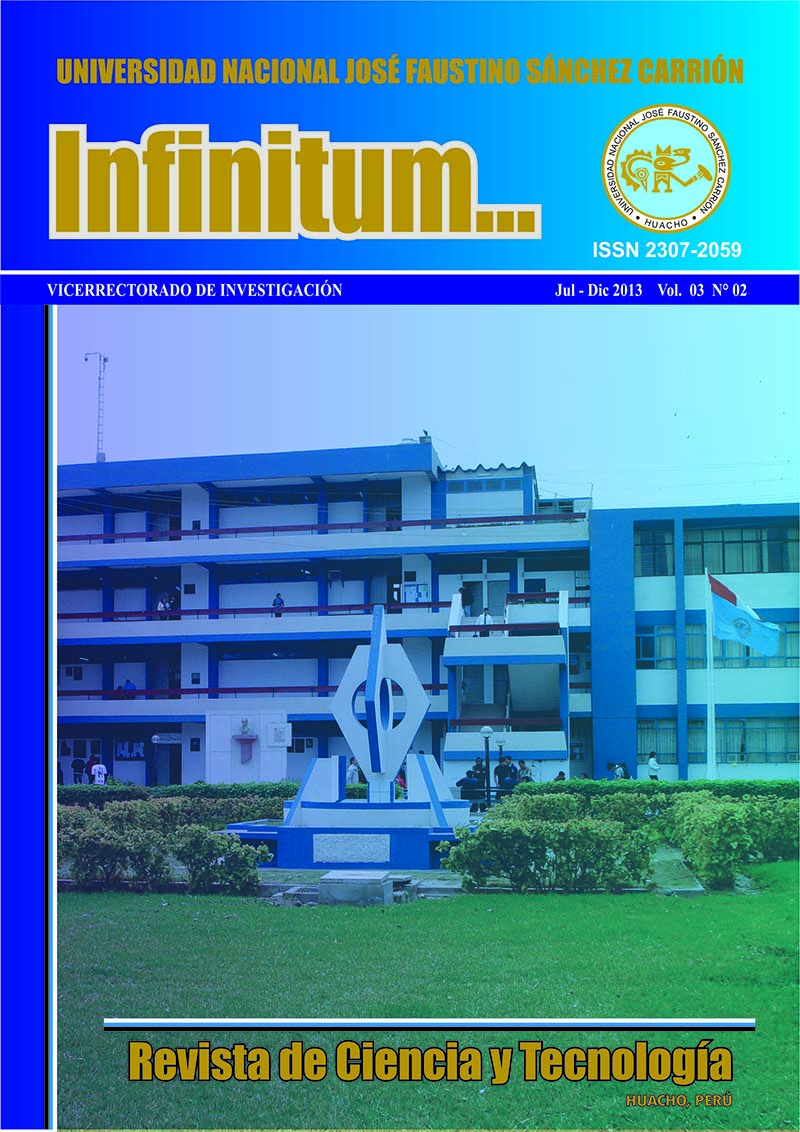 UNIVERSIDAD NACIONAL JOSÉ FAUSTINO SÁNCHEZ CARRIÓN
Infinitum...
UNIVERSIDAD NACIONAL JOSÉ FAUSTINO SÁNCHEZ CARRIÓN
• HUACHO •
ISSN 2307-2059
VICERRECTORADO DE INVESTIGACIÓN
Jul - Dic 2013 Vol. 03 N° 02
Revista de Ciencia y Tecnología
HUACHO, PERÚ